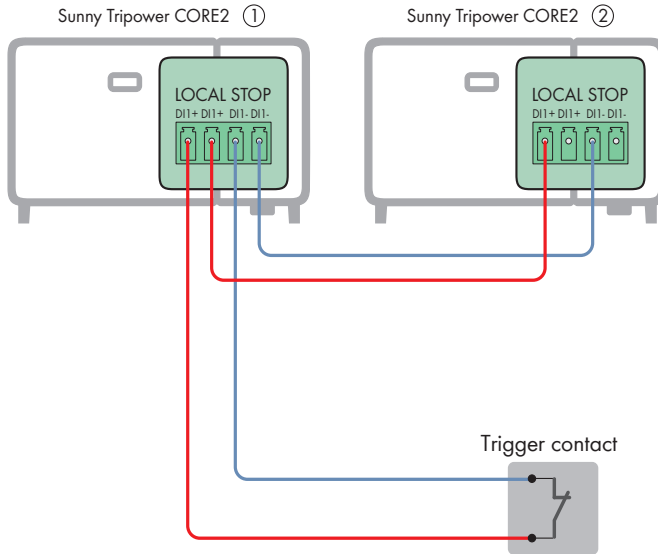 Sunny Tripower CORE2 ①
Sunny Tripower CORE2 ②
LOCAL STOP
DI1+ DI1+ DI1- DI1-
LOCAL STOP
DI1+ DI1+ DI1- DI1-
Trigger contact